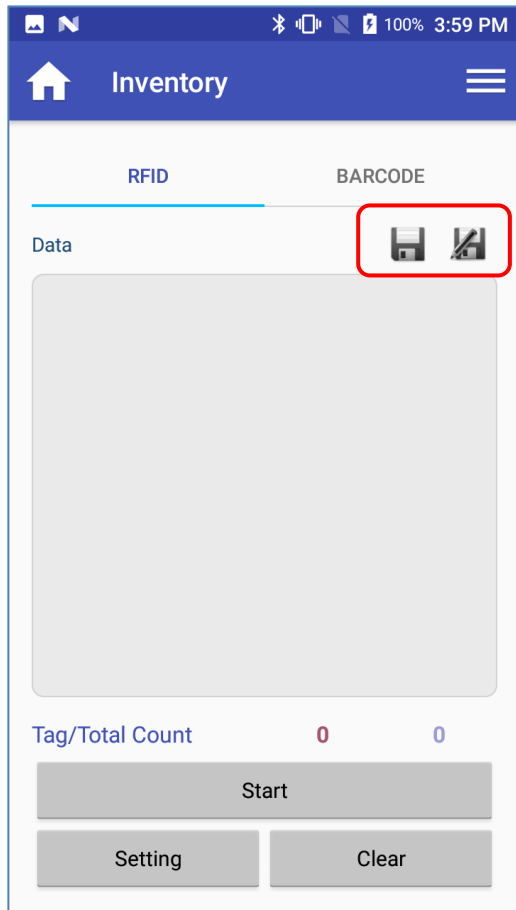 100% 3:59 PM
Inventory
RFID BARCODE
Data
Tag/Total Count 0 0
Start
Setting Clear